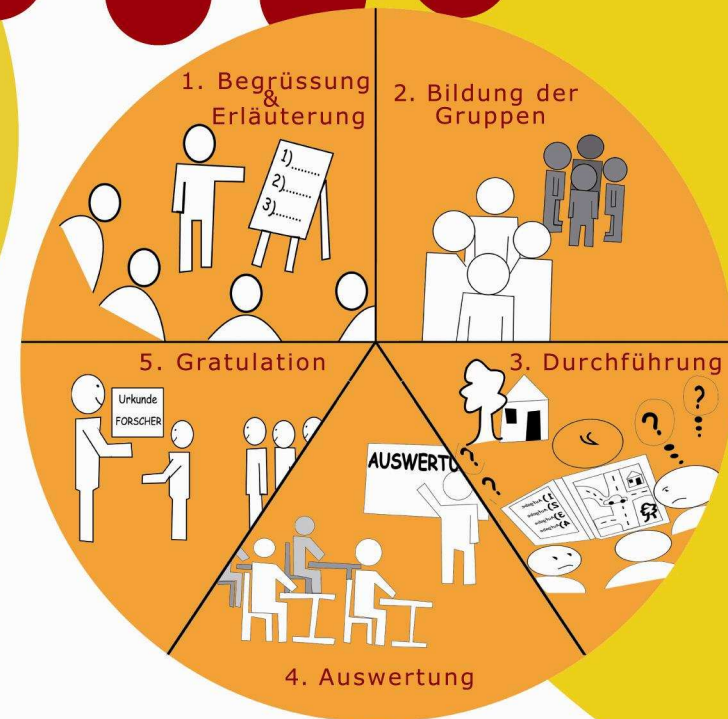 1. Begrüssung
&
Erläuterung
1)........
2)........
3)........
2. Bildung der
Gruppen
3. Durchführung
?
?
?
?
4. Auswertung
AUSWERTU
5. Gratulation
Urkunde
FORSCHER